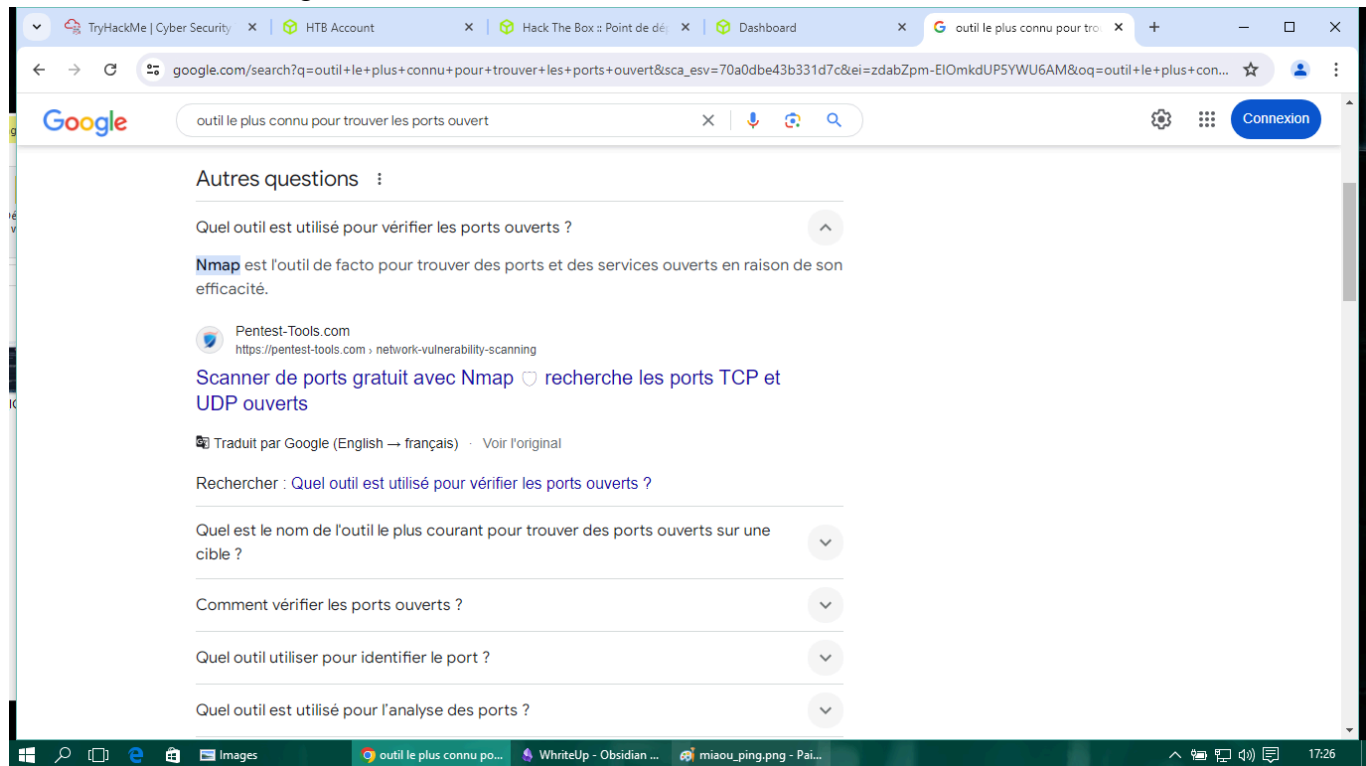 TryHackMe | Cyber Security
HTB Account
Hack The Box :: Point de dé
Dashboard
outil le plus connu pour tro
google.com/search?q=outil+le+plus+connu+pour+trouver+les+ports+ouvert&sca_esv=70a0dbe43b331d7c&ei=zdabZpm-EIOmkdUP5YWU6AM&oq=outil+le+plus+con...
Google
outil le plus connu pour trouver les ports ouvert
Connexion
Autres questions
Quel outil est utilisé pour vérifier les ports ouverts ?
Nmap est l'outil de facto pour trouver des ports et des services ouverts en raison de son
efficacité.
Pentest-Tools.com
https://pentest-tools.com › network-vulnerability-scanning
Scanner de ports gratuit avec Nmap 🛡 recherche les ports TCP et
UDP ouverts
Traduit par Google (English → français) · Voir l'original
Rechercher : Quel outil est utilisé pour vérifier les ports ouverts ?
Quel est le nom de l'outil le plus courant pour trouver des ports ouverts sur une
cible ?
Comment vérifier les ports ouverts ?
Quel outil utiliser pour identifier le port ?
Quel outil est utilisé pour l'analyse des ports ?
Images
outil le plus connu po...
WhriteUp - Obsidian ...
miaou_ping.png - Pai...
17:26